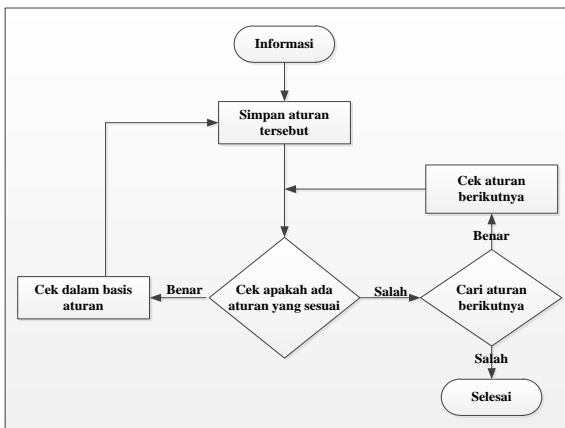 Informasi
Simpan aturan
tersebut
Cek aturan
berikutnya
Benar
Cek dalam basis
aturan
Benar
Cek apakah ada
aturan yang sesuai
Salah
Cari aturan
berikutnya
Salah
Selesai